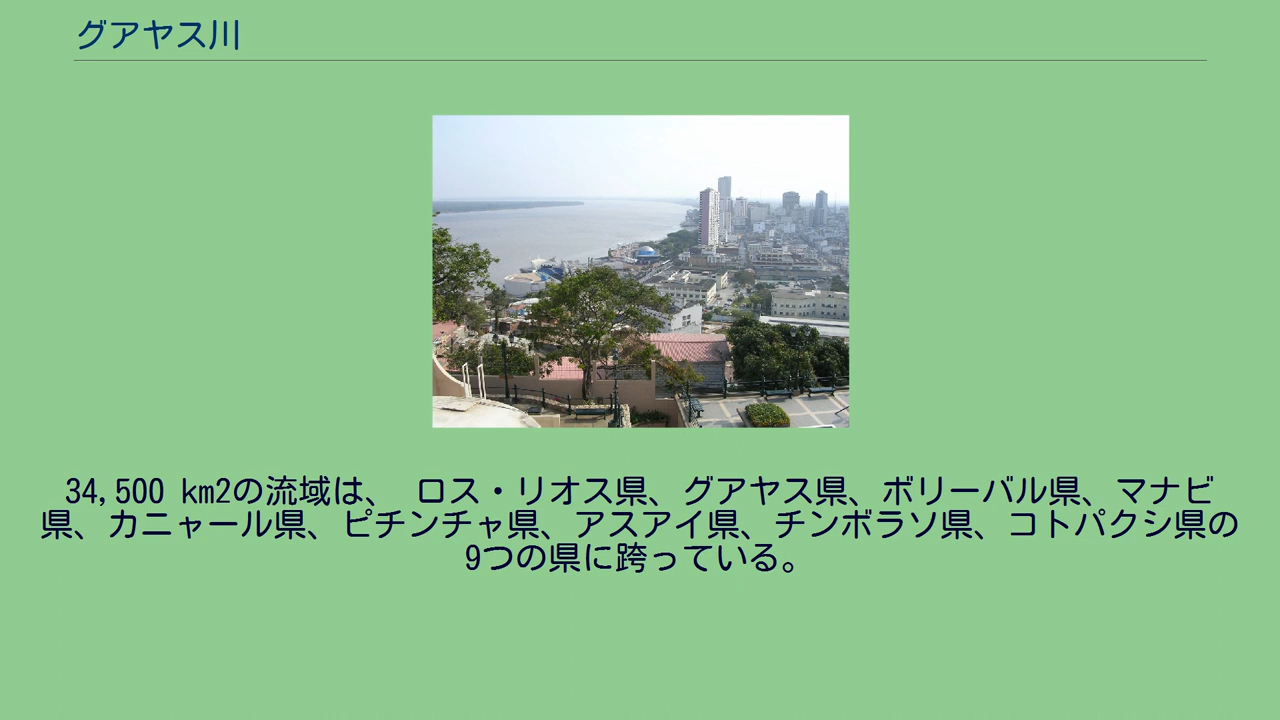 グアヤス川
34,500 km2の流域は、 ロス・リオス県、グアヤス県、ボリーバル県、マナビ
県、カニャール県、ピチンチャ県、アスアイ県、チンボラソ県、コトパクシ県の
9つの県に跨っている。